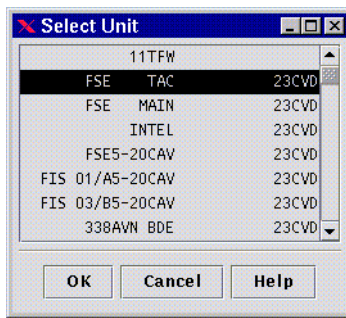 Select Unit
11TFW
FSE TAC 23CVD
FSE MAIN 23CVD
INTEL 23CVD
FSE5-20CAV 23CVD
FIS 01/A5-20CAV 23CVD
FIS 03/B5-20CAV 23CVD
338AVN BDE 23CVD
OK Cancel Help